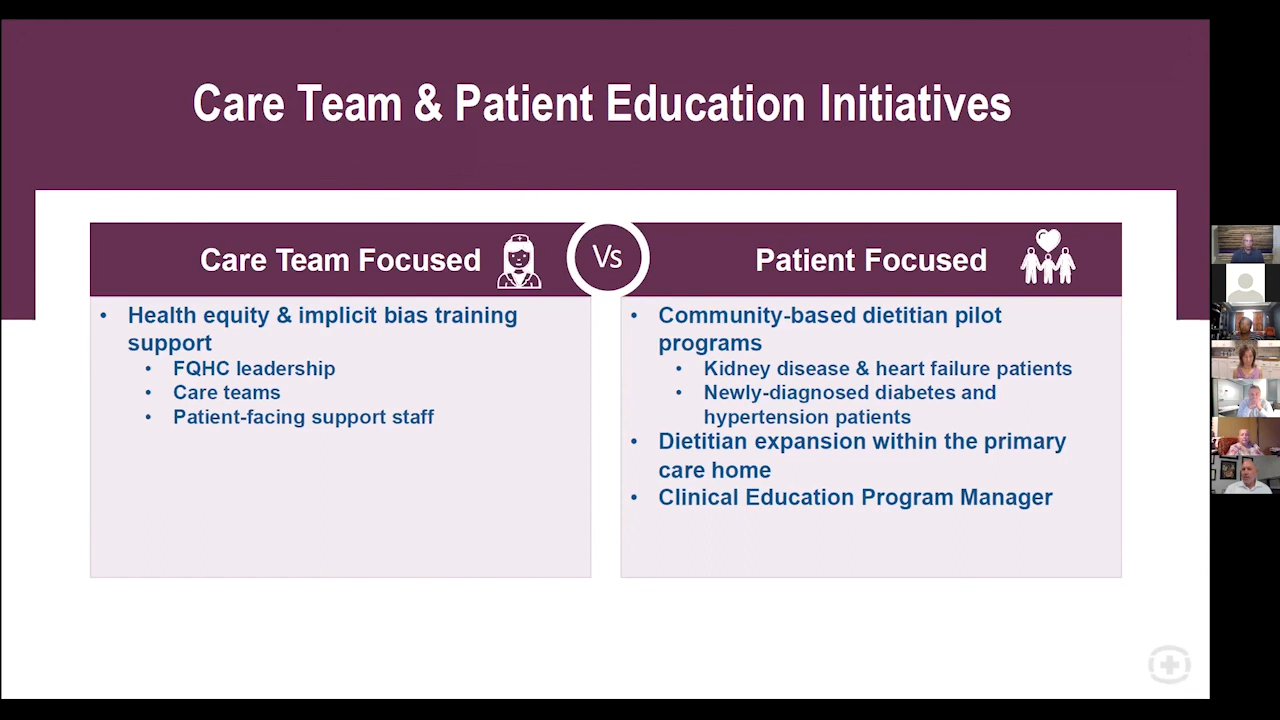 Care Team & Patient Education Initiatives
Care Team Focused
Vs
Patient Focused
• Health equity & implicit bias training
support
• FQHC leadership
• Care teams
• Patient-facing support staff
• Community-based dietitian pilot
programs
• Kidney disease & heart failure patients
• Newly-diagnosed diabetes and
hypertension patients
• Dietitian expansion within the primary
care home
• Clinical Education Program Manager